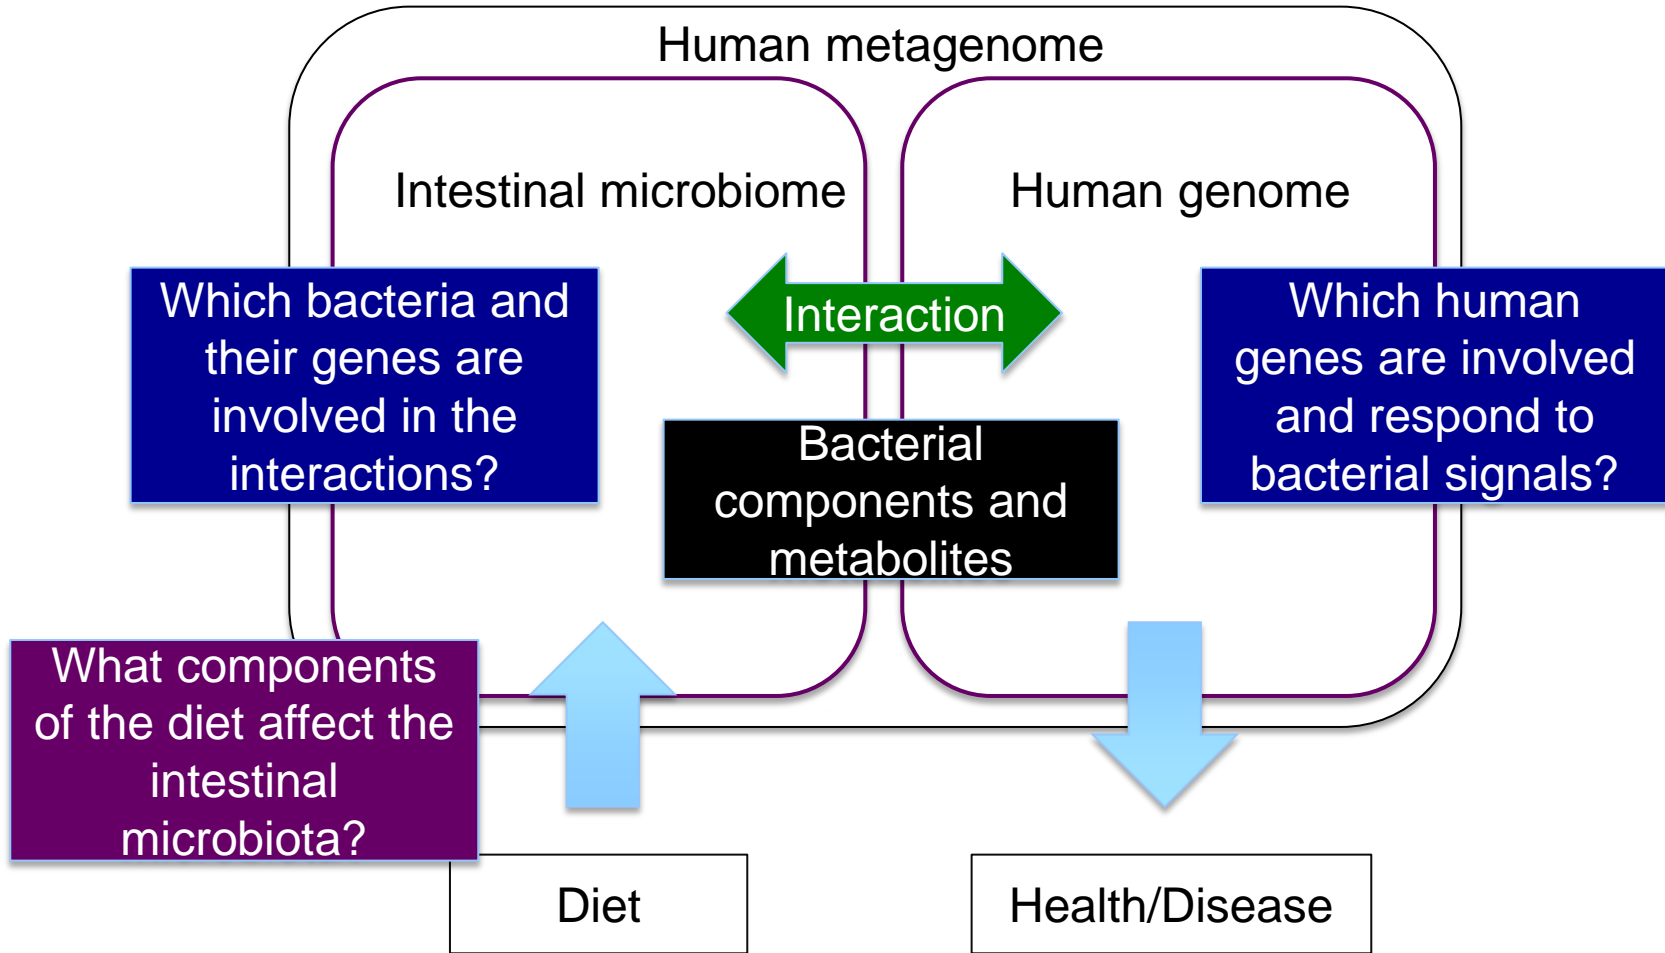 Human metagenome
Intestinal microbiome
Human genome
Which bacteria and
their genes are
involved in the
interactions?
Interaction
Which human
genes are involved
and respond to
bacterial signals?
Bacterial
components and
metabolites
What components
of the diet affect the
intestinal
microbiota?
Diet
Health/Disease